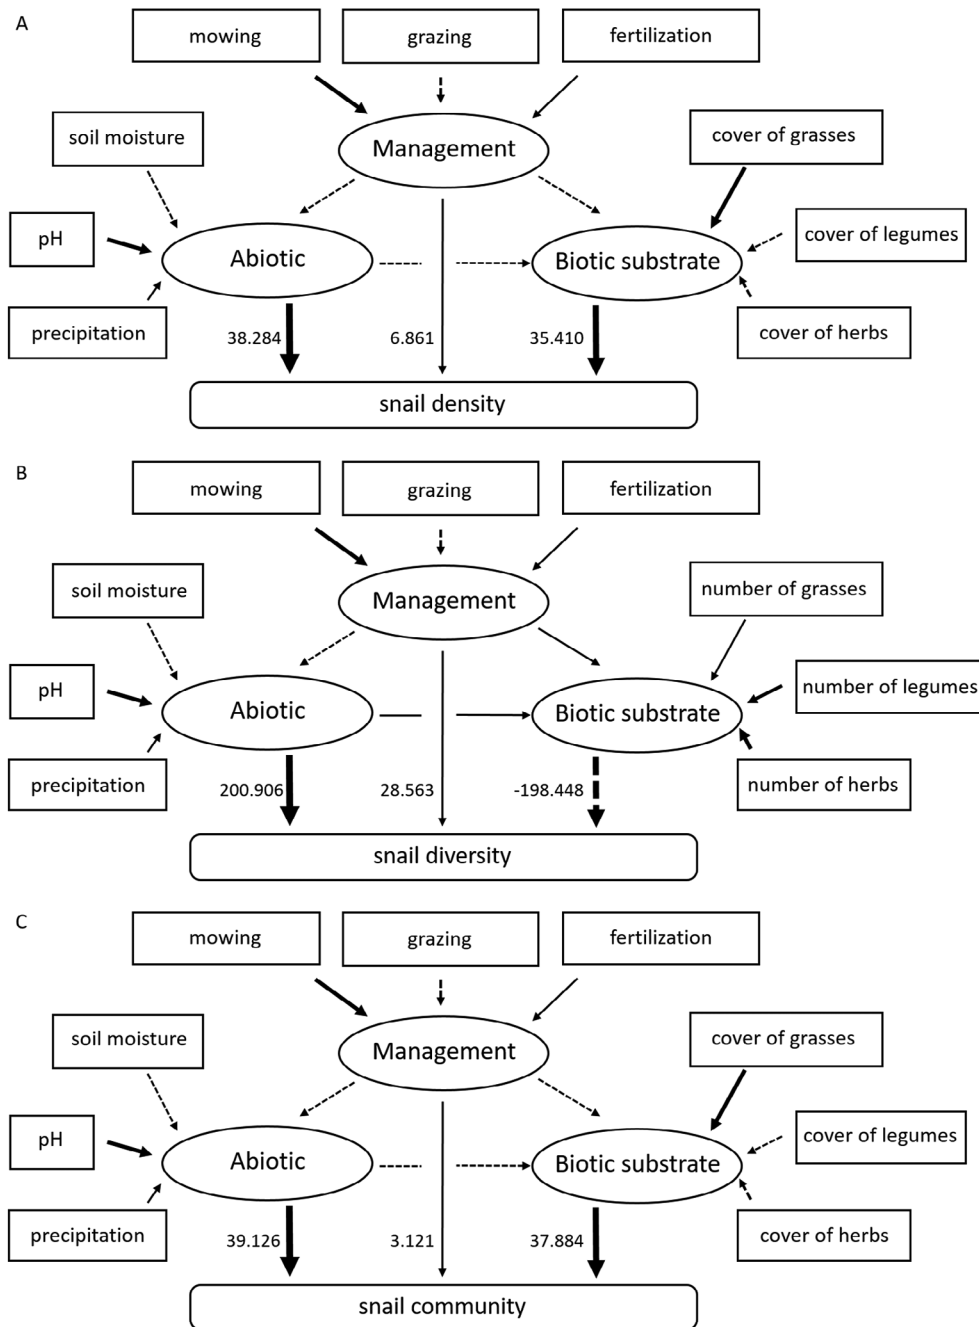 A
mowing
grazing
fertilization
soil moisture
Management
cover of grasses
pH
Abiotic
Biotic substrate
cover of legumes
precipitation
38.284
6.861
35.410
cover of herbs
snail density
B
mowing
grazing
fertilization
soil moisture
Management
number of grasses
pH
Abiotic
Biotic substrate
number of legumes
precipitation
200.906
28.563
-198.448
number of herbs
snail diversity
C
mowing
grazing
fertilization
soil moisture
Management
cover of grasses
pH
Abiotic
Biotic substrate
cover of legumes
precipitation
39.126
3.121
37.884
cover of herbs
snail community